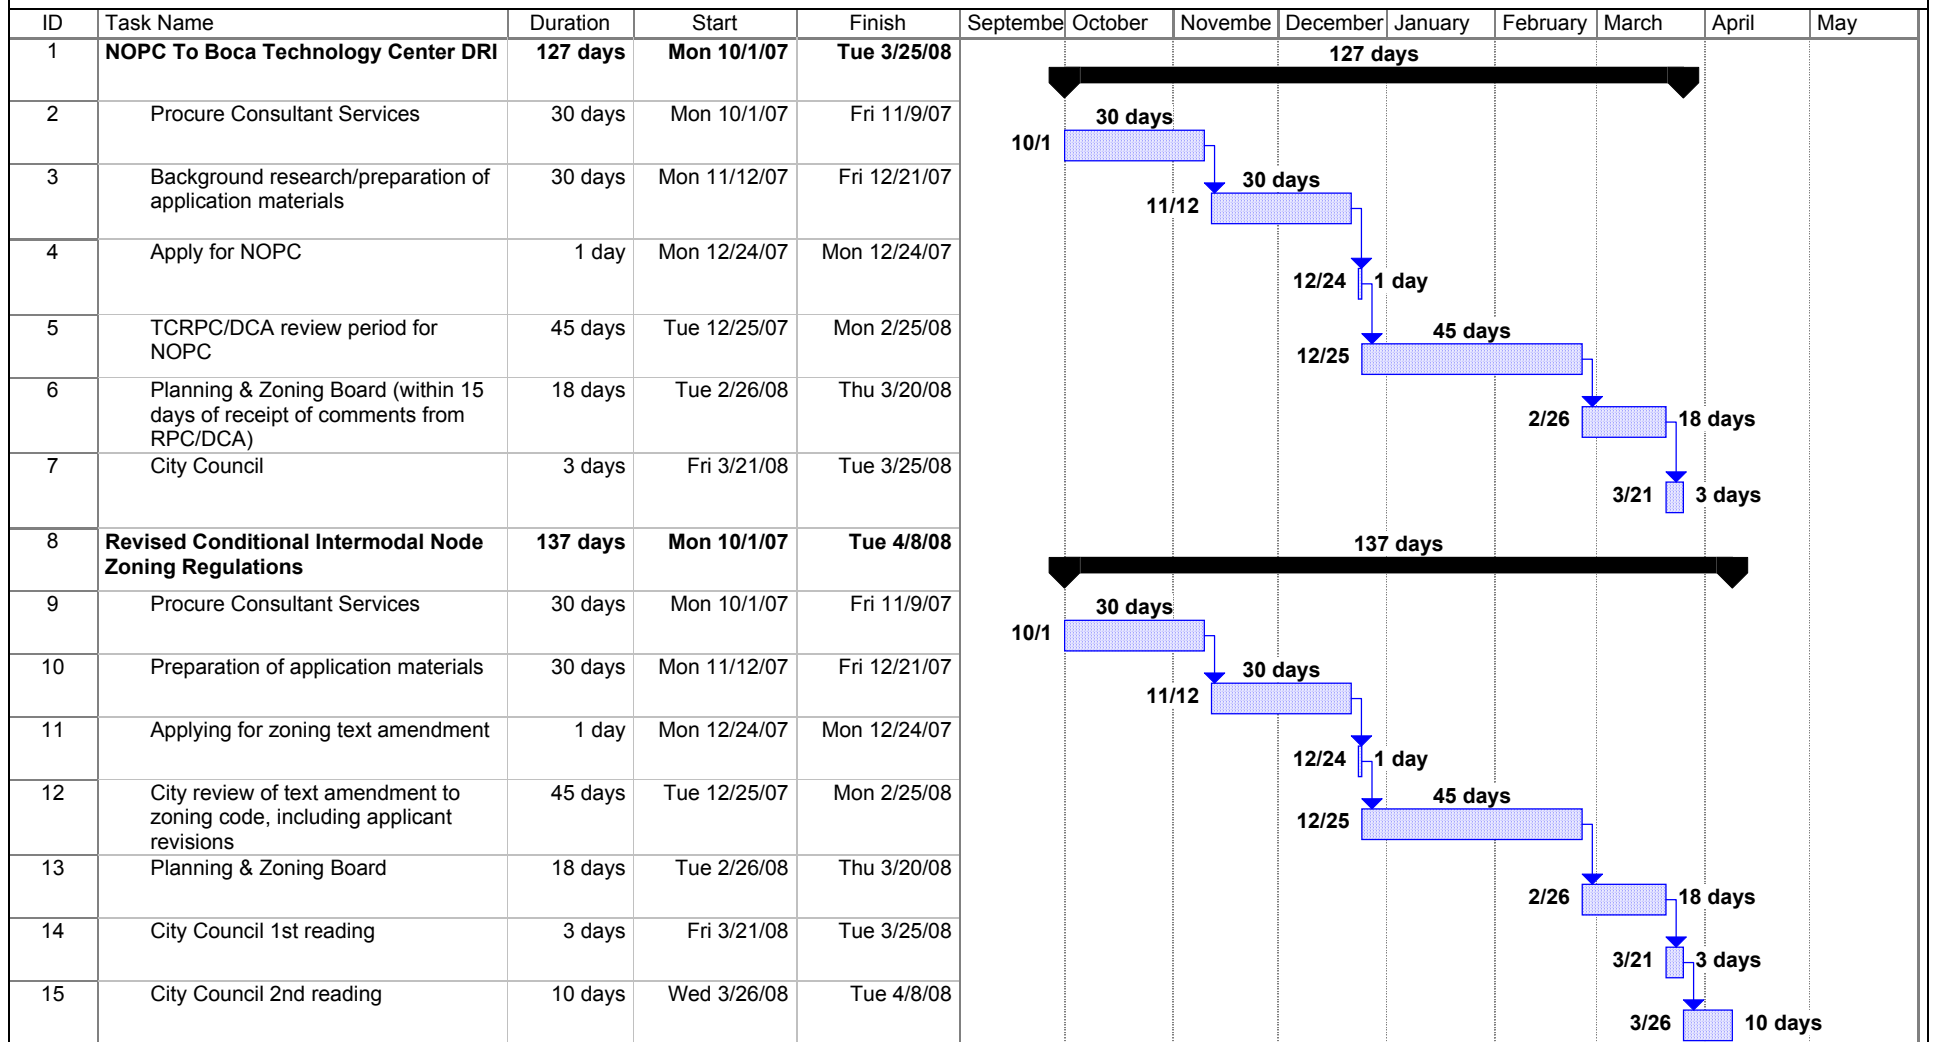 ID Task Name Duration Start Finish Septembe October Novembe December January February March April May
1 NOPC To Boca Technology Center DRI 127 days Mon 10/1/07 Tue 3/25/08 127 days
2 Procure Consultant Services 30 days Mon 10/1/07 Fri 11/9/07 30 days
10/1
3 Background research/preparation of 30 days Mon 11/12/07 Fri 12/21/07 30 days
application materials 11/12
4 Apply for NOPC 1 day Mon 12/24/07 Mon 12/24/07
12/24 1 day
5 TCRPC/DCA review period for 45 days Tue 12/25/07 Mon 2/25/08 45 days
NOPC 12/25
6 Planning & Zoning Board (within 15 18 days Tue 2/26/08 Thu 3/20/08
days of receipt of comments from 2/26 18 days
RPC/DCA)
7 City Council 3 days Fri 3/21/08 Tue 3/25/08
3/21 3 days
8 Revised Conditional Intermodal Node 137 days Mon 10/1/07 Tue 4/8/08 137 days
Zoning Regulations
9 Procure Consultant Services 30 days Mon 10/1/07 Fri 11/9/07 30 days
10/1
10 Preparation of application materials 30 days Mon 11/12/07 Fri 12/21/07 30 days
11/12
11 Applying for zoning text amendment 1 day Mon 12/24/07 Mon 12/24/07
12/24 1 day
12 City review of text amendment to 45 days Tue 12/25/07 Mon 2/25/08 45 days
zoning code, including applicant 12/25
revisions
13 Planning & Zoning Board 18 days Tue 2/26/08 Thu 3/20/08
2/26 18 days
14 City Council 1st reading 3 days Fri 3/21/08 Tue 3/25/08
3/21 3 days
15 City Council 2nd reading 10 days Wed 3/26/08 Tue 4/8/08
3/26 10 days